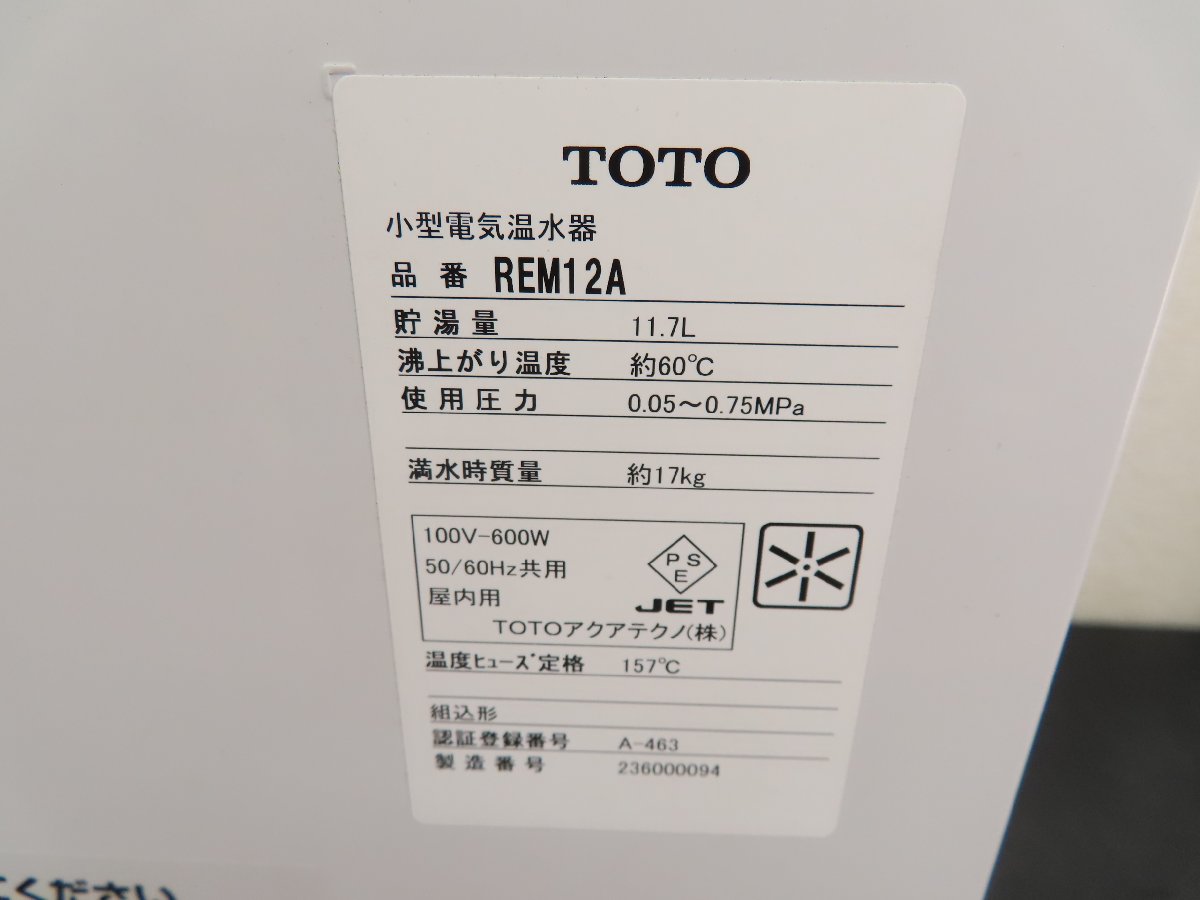 TOTO
小型電気温水器
品番 REM12A
貯湯量 11.7L
沸上がり温度 約60℃
使用圧力 0.05～0.75MPa
満水時質量 約17kg
100V-600W
50/60Hz共用
屋内用
PSE
JET
TOTOアクアテクノ(株)
温度ﾋｭｰｽﾞ定格 157℃
組込形
認証登録番号 A-463
製造番号 236000094
ください